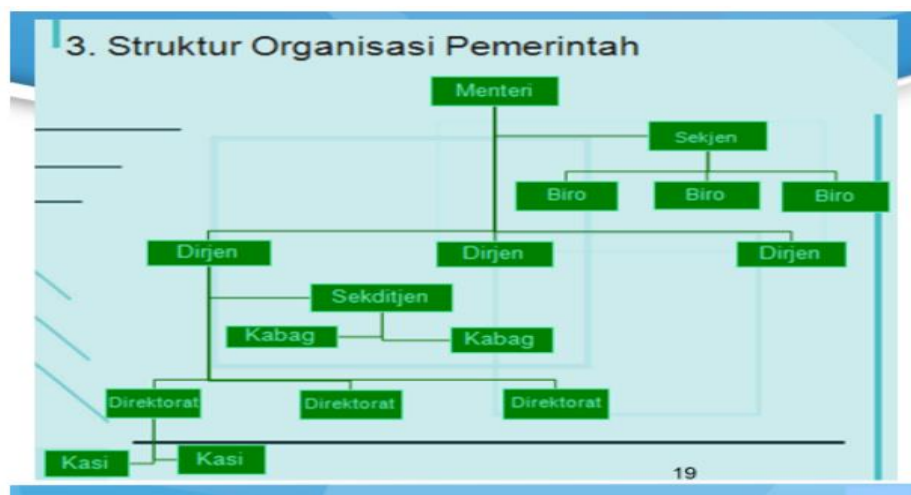 3. Struktur Organisasi Pemerintah
Menteri
Sekjen
Biro
Biro
Biro
Dirjen
Dirjen
Dirjen
Sekditjen
Kabag
Kabag
Direktorat
Direktorat
Direktorat
Kasi
Kasi
19